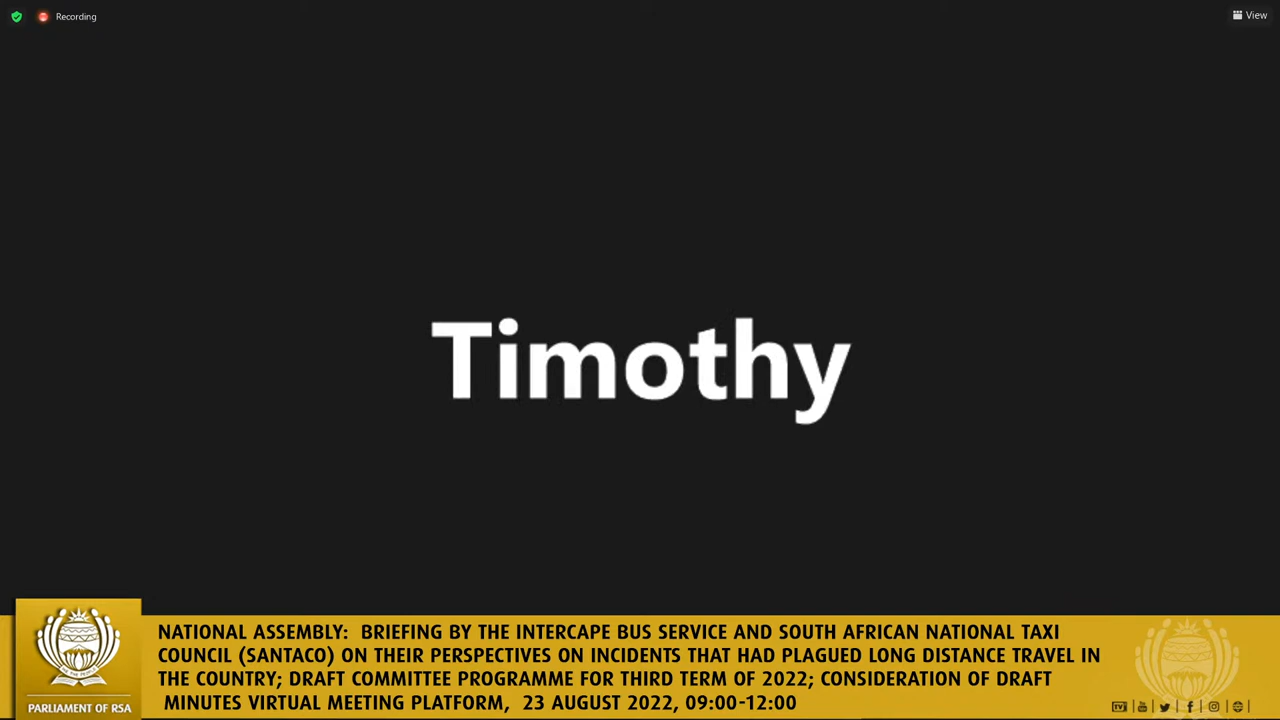 Recording
View
Timothy
NATIONAL ASSEMBLY: BRIEFING BY THE INTERCAPE BUS SERVICE AND SOUTH AFRICAN NATIONAL TAXI
COUNCIL (SANTACO) ON THEIR PERSPECTIVES ON INCIDENTS THAT HAD PLAGUED LONG DISTANCE TRAVEL IN
THE COUNTRY; DRAFT COMMITTEE PROGRAMME FOR THIRD TERM OF 2022; CONSIDERATION OF DRAFT
MINUTES VIRTUAL MEETING PLATFORM, 23 AUGUST 2022, 09:00-12:00
PARLIAMENT OF RSA